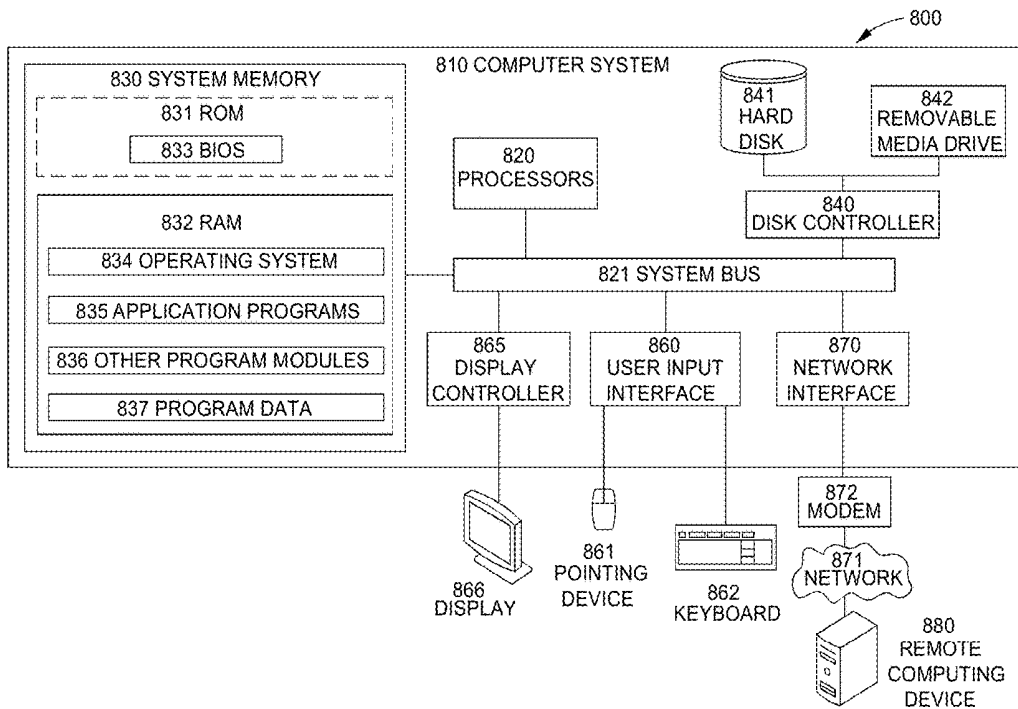 800
810 COMPUTER SYSTEM
830 SYSTEM MEMORY
831 ROM
833 BIOS
832 RAM
834 OPERATING SYSTEM
835 APPLICATION PROGRAMS
836 OTHER PROGRAM MODULES
837 PROGRAM DATA
820
PROCESSORS
841
HARD
DISK
842
REMOVABLE
MEDIA DRIVE
840
DISK CONTROLLER
821 SYSTEM BUS
865
DISPLAY
CONTROLLER
860
USER INPUT
INTERFACE
870
NETWORK
INTERFACE
866
DISPLAY
861
POINTING
DEVICE
862
KEYBOARD
872
MODEM
871
NETWORK
880
REMOTE
COMPUTING
DEVICE